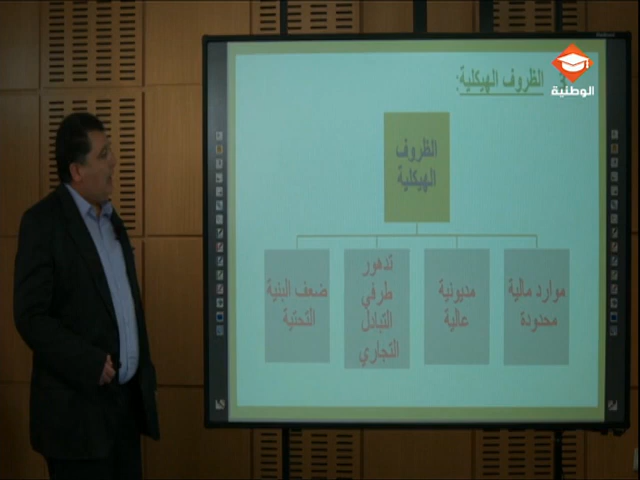 الظروف الهيكلية:
الوطنية
الظروف
الهيكلية
موارد مالية
محدودة
مديونية
عالية
تدهور
طرفي
التبادل
التجاري
ضعف البنية
التحتية